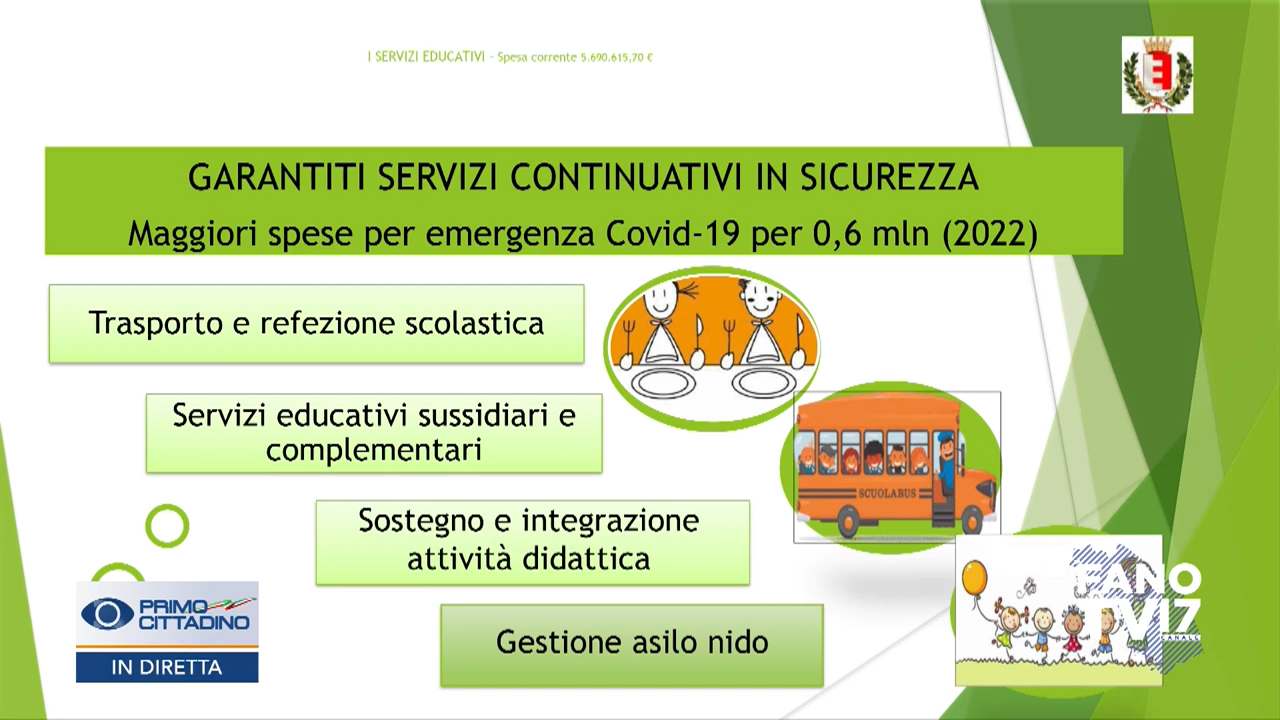 I SERVIZI EDUCATIVI - Spesa corrente 5.690.615,70 €
GARANTITI SERVIZI CONTINUATIVI IN SICUREZZA
Maggiori spese per emergenza Covid-19 per 0,6 mln (2022)
Trasporto e refezione scolastica
Servizi educativi sussidiari e
complementari
SCUOLABUS
Sostegno e integrazione
attività didattica
Gestione asilo nido
PRIMO
CITTADINO
IN DIRETTA
FANO
CANALE